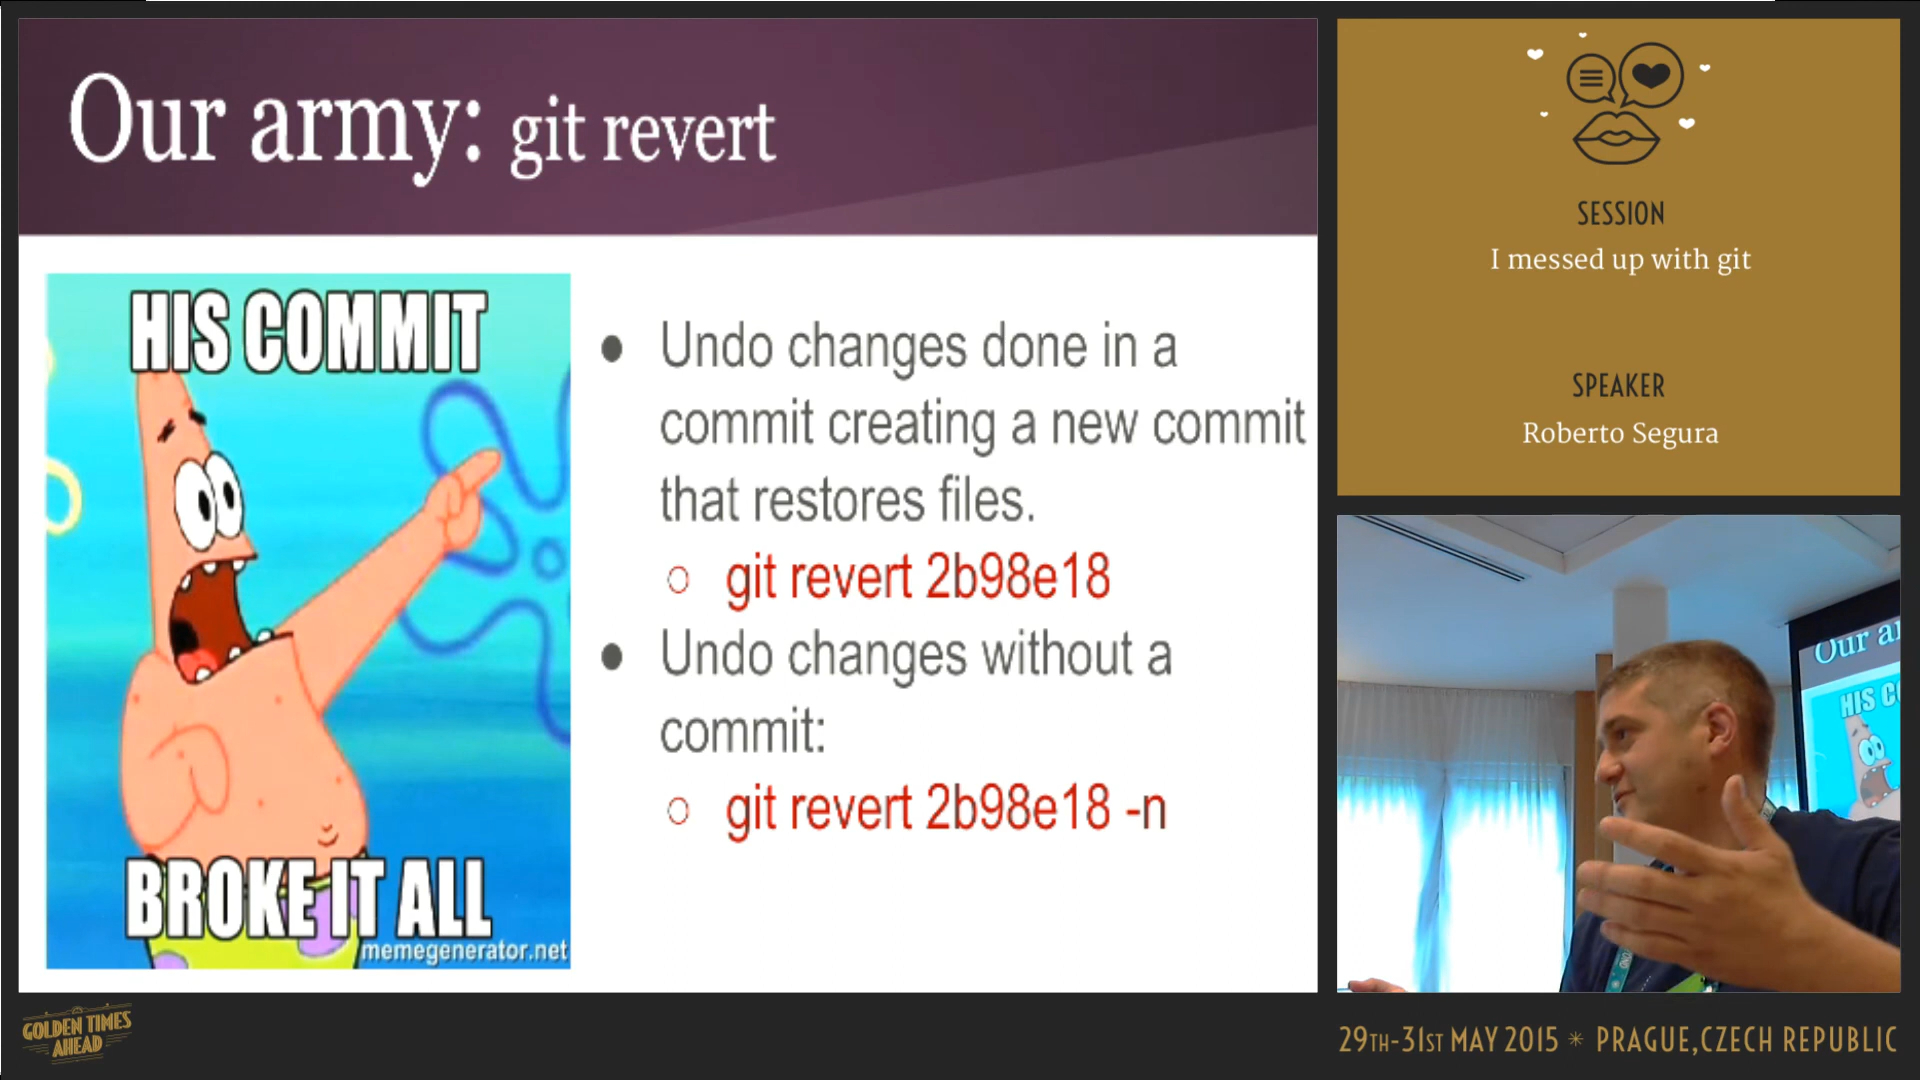 Our army: git revert
HIS COMMIT
BROKE IT ALL
memegenerator.net
● Undo changes done in a
commit creating a new commit
that restores files.
○ git revert 2b98e18
● Undo changes without a
commit:
○ git revert 2b98e18 -n
SESSION
I messed up with git
SPEAKER
Roberto Segura
Our a
HIS C
GOLDEN TIMES
AHEAD
29TH-31ST MAY 2015 * PRAGUE,CZECH REPUBLIC